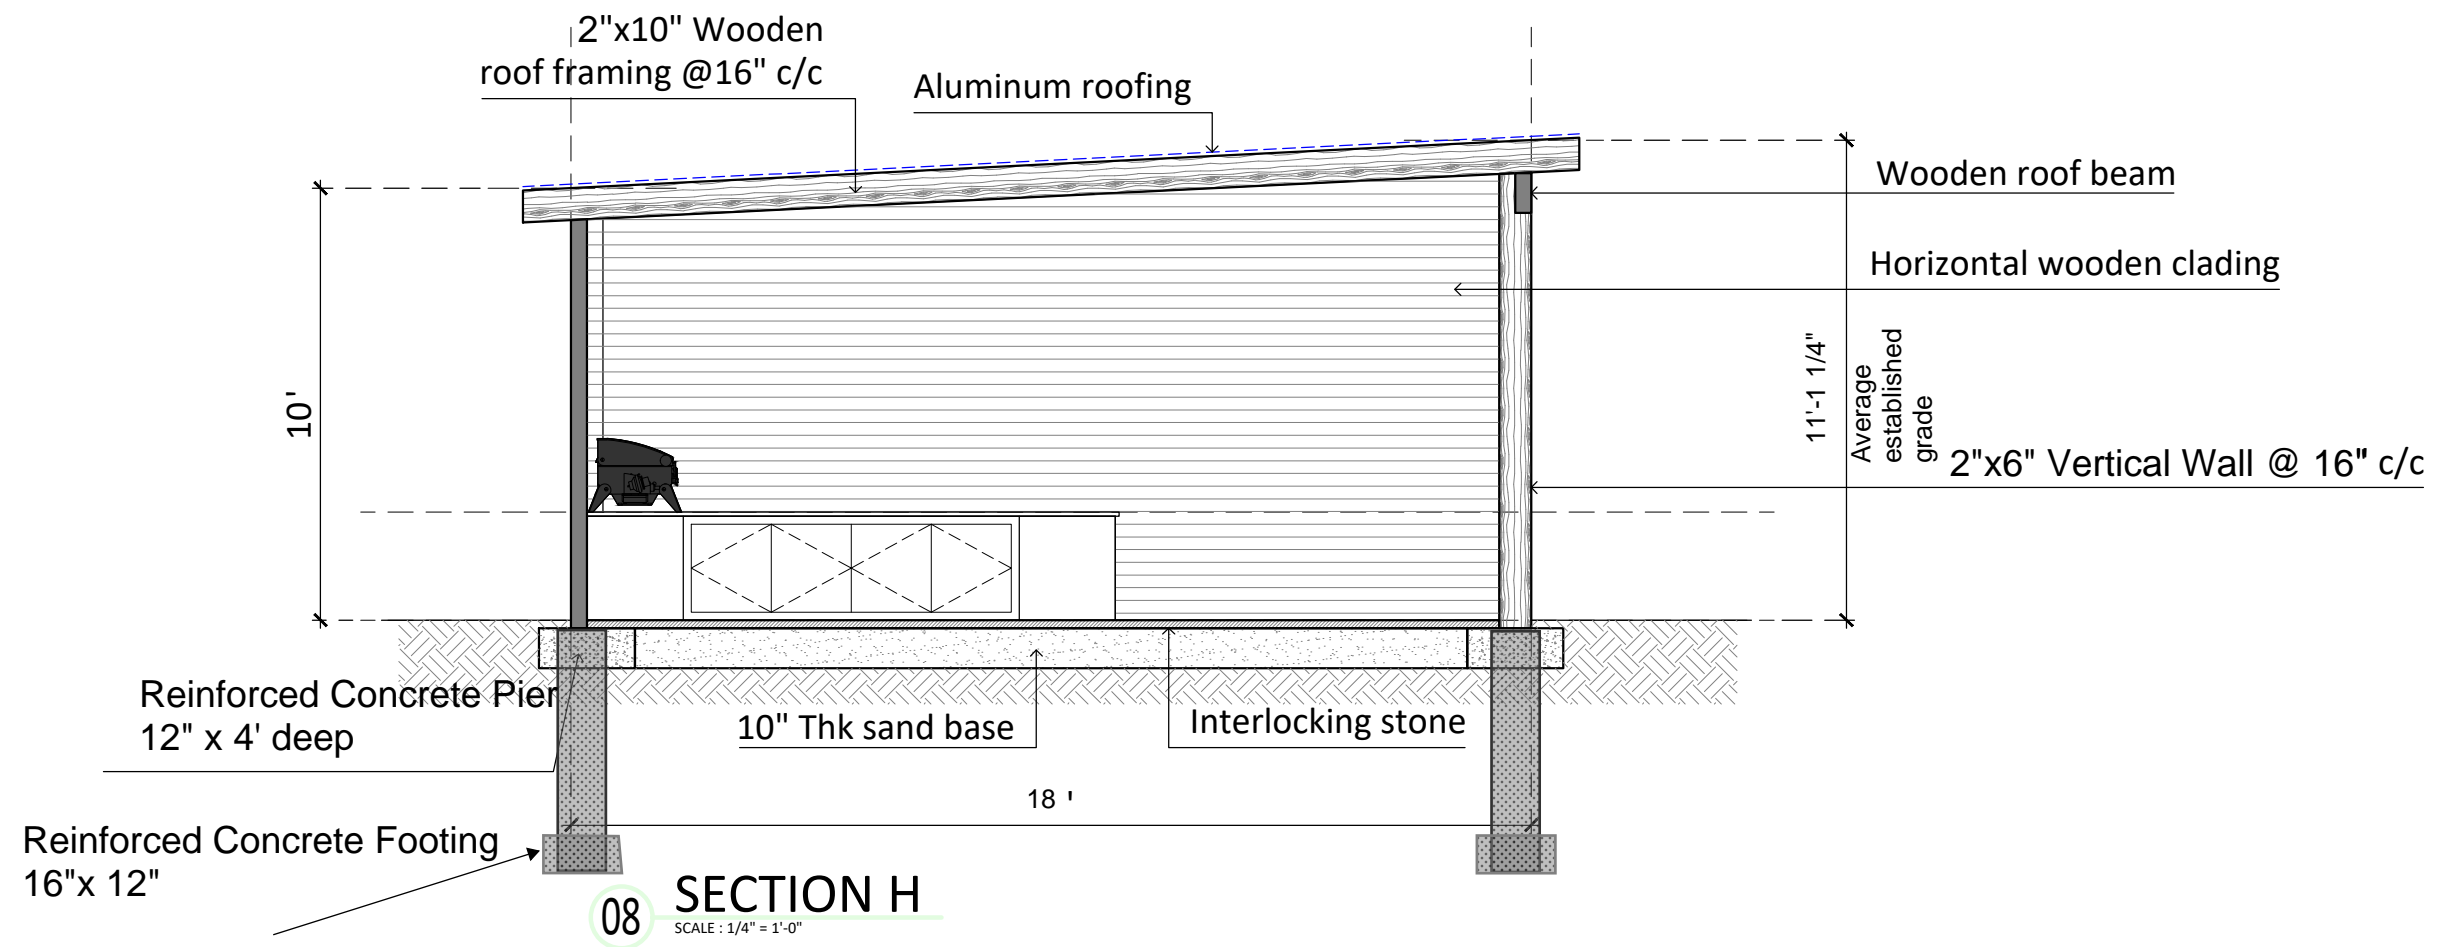 2"x10" Wooden
roof framing @16" c/c
Aluminum roofing
Wooden roof beam
Horizontal wooden clading
10'
11'-1 1/4"
Average
established
grade
2"x6" Vertical Wall @ 16" c/c
Reinforced Concrete Pier
12" x 4' deep
10" Thk sand base
Interlocking stone
18 '
Reinforced Concrete Footing
16"x 12"
08
SECTION H
SCALE : 1/4" = 1'-0"